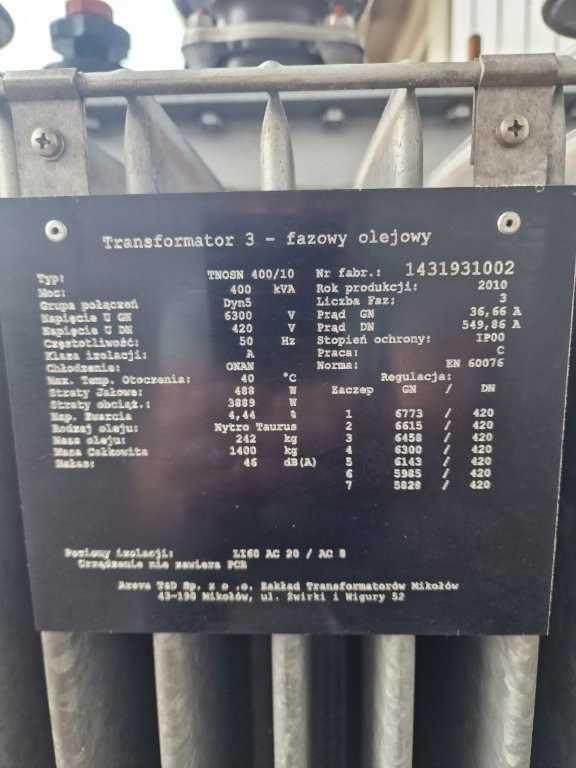 Transformator 3 - fazowy olejowy
Typ: TNOSN 400/10 Nr fabr.: 1431931002
Moc: 400 kVA Rok produkcji: 2010
Grupa połączeń Dyn5 Liczba Faz: 3
Napięcie U GN 6300 V Prąd GN 36,66 A
Napięcie U DN 420 V Prąd DN 549,86 A
Częstotliwość: 50 Hz Stopień ochrony: IP00
Klasa izolacji: A Praca: C
Chłodzenie: ONAN Norma: EN 60076
Max. Temp. Otoczenia: 40 °C Regulacja:
Straty Jałowe: 488 W Zaczep GN / DN
Straty obciąż.: 3889 W
Nap. Zwarcia 4,44 % 1 6773 / 420
Rodzaj oleju: Nytro Taurus 2 6615 / 420
Masa oleju: 242 kg 3 6458 / 420
Masa Całkowita 1400 kg 4 6300 / 420
Hałas: 46 dB(A) 5 6143 / 420
6 5985 / 420
7 5828 / 420
Poziomy izolacji: LI60 AC 20 / AC 8
Urządzenie nie zawiera PCB
Areva T&D Sp. z o .o. Zakład Transformatorów Mikołów
43-190 Mikołów, ul. Żwirki i Wigury 52